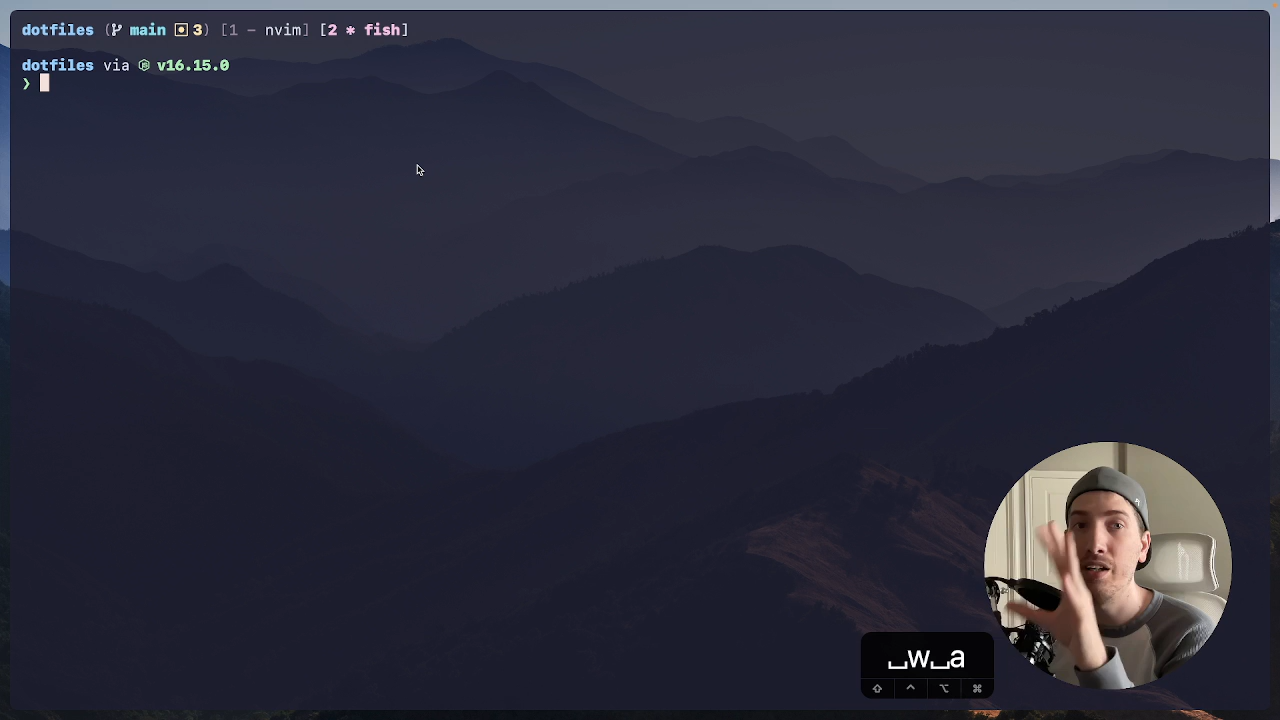 dotfiles ( main 3) [1 - nvim] [2 * fish]
dotfiles via v16.15.0
❯
␣w␣a
⇧ ^ ⌥ ⌘